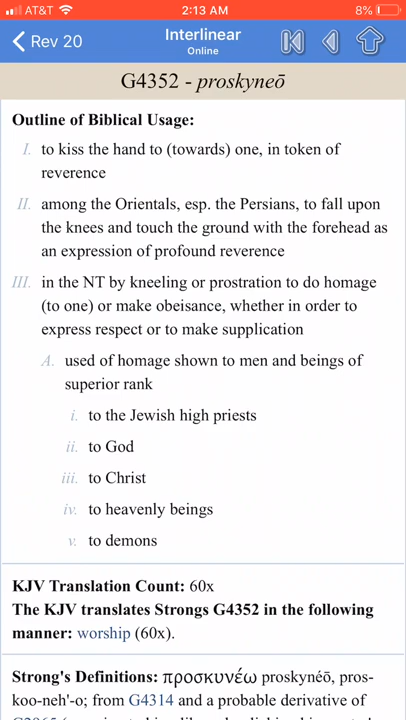 AT&T 2:13 AM 8%
Rev 20 Interlinear
Online
G4352 - proskyneō
Outline of Biblical Usage:
I. to kiss the hand to (towards) one, in token of
reverence
II. among the Orientals, esp. the Persians, to fall upon
the knees and touch the ground with the forehead as
an expression of profound reverence
III. in the NT by kneeling or prostration to do homage
(to one) or make obeisance, whether in order to
express respect or to make supplication
A. used of homage shown to men and beings of
superior rank
i. to the Jewish high priests
ii. to God
iii. to Christ
iv. to heavenly beings
v. to demons
KJV Translation Count: 60x
The KJV translates Strongs G4352 in the following
manner: worship (60x).
Strong's Definitions: προσκυνέω proskynéō, pros-
koo-neh'-o; from G4314 and a probable derivative of